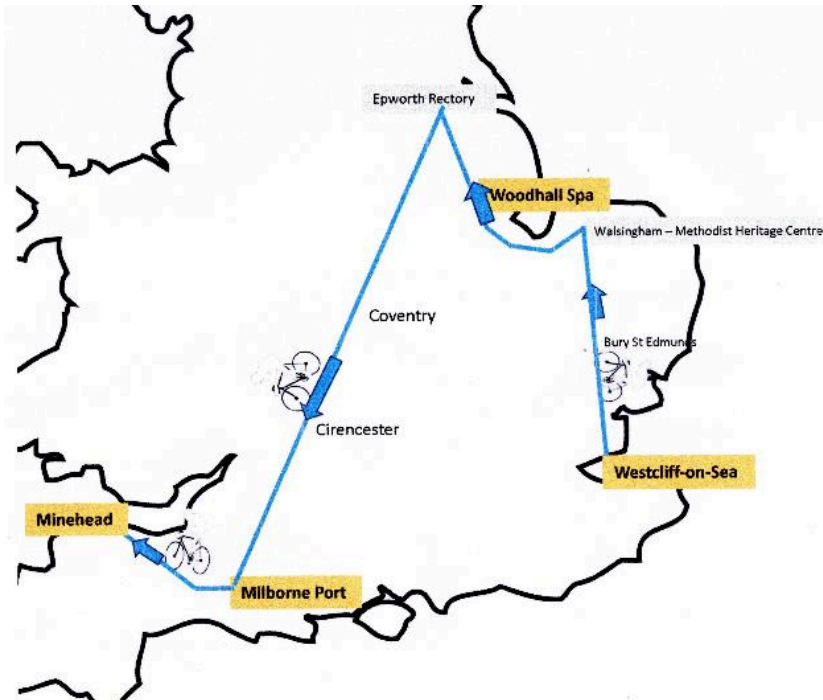 Epworth Rectory
Woodhall Spa
Walsingham – Methodist Heritage Centre
Coventry
Bury St Edmunds
Cirencester
Westcliff-on-Sea
Minehead
Milborne Port